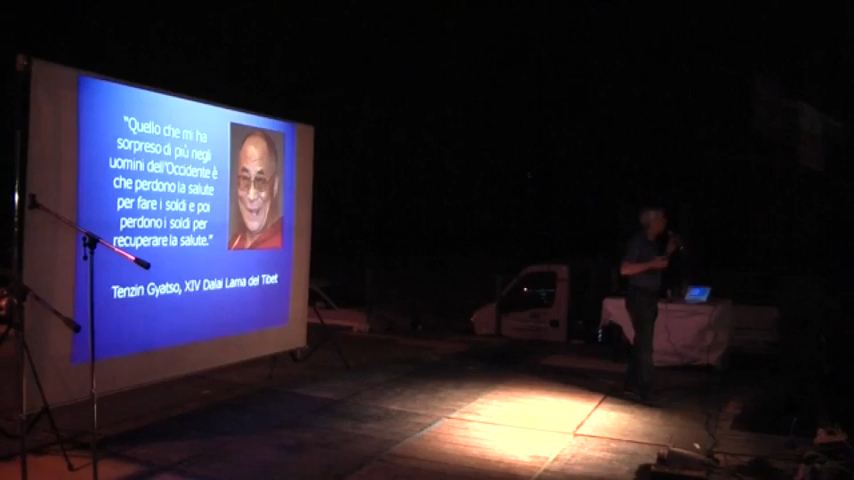 "Quello che mi ha
sorpreso di più negli
uomini dell'Occidente è
che perdono la salute
per fare i soldi e poi
perdono i soldi per
recuperare la salute."
Tenzin Gyatso, XIV Dalai Lama del Tibet